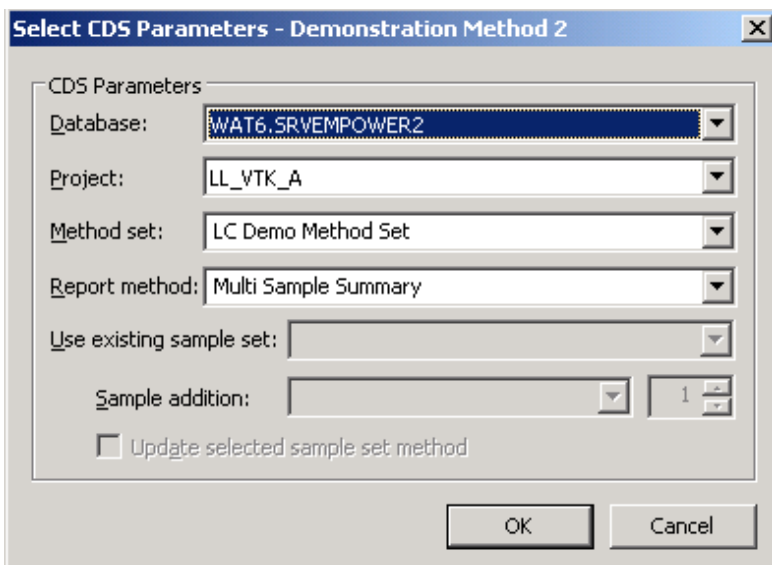 Select CDS Parameters - Demonstration Method 2
CDS Parameters
Database: WAT6.SRVEMPOWER2
Project: LL_VTK_A
Method set: LC Demo Method Set
Report method: Multi Sample Summary
Use existing sample set:
Sample addition: 1
Update selected sample set method
OK Cancel